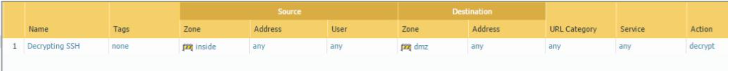 Source Destination
Name Tags Zone Address User Zone Address URL Category Service Action
1 Decrypting SSH none inside any any dmz any any any decrypt